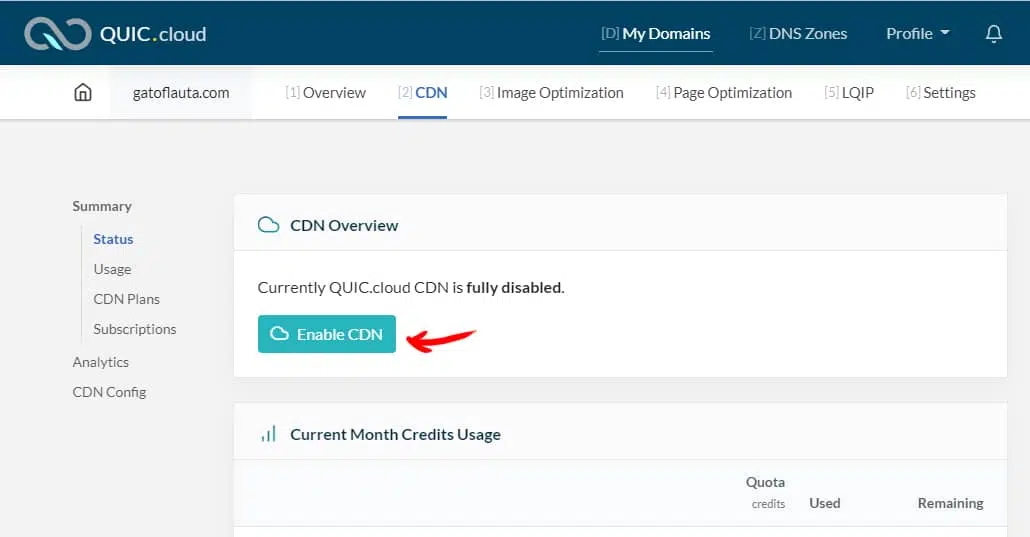 QUIC.cloud
[D] My Domains
[Z] DNS Zones
Profile
gatoflauta.com
[1] Overview
[2] CDN
[3] Image Optimization
[4] Page Optimization
[5] LQIP
[6] Settings
Summary
Status
Usage
CDN Plans
Subscriptions
Analytics
CDN Config
CDN Overview
Currently QUIC.cloud CDN is fully disabled.
Enable CDN
Current Month Credits Usage
Quota
credits
Used
Remaining